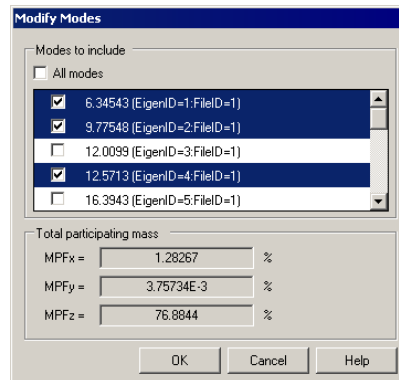 Modify Modes
Modes to include
All modes
6.34543 (EigenID=1:FileID=1)
9.77548 (EigenID=2:FileID=1)
12.0099 (EigenID=3:FileID=1)
12.5713 (EigenID=4:FileID=1)
16.3943 (EigenID=5:FileID=1)
Total participating mass
MPFx = 1.28267 %
MPFy = 3.75734E-3 %
MPFz = 76.8844 %
OK Cancel Help